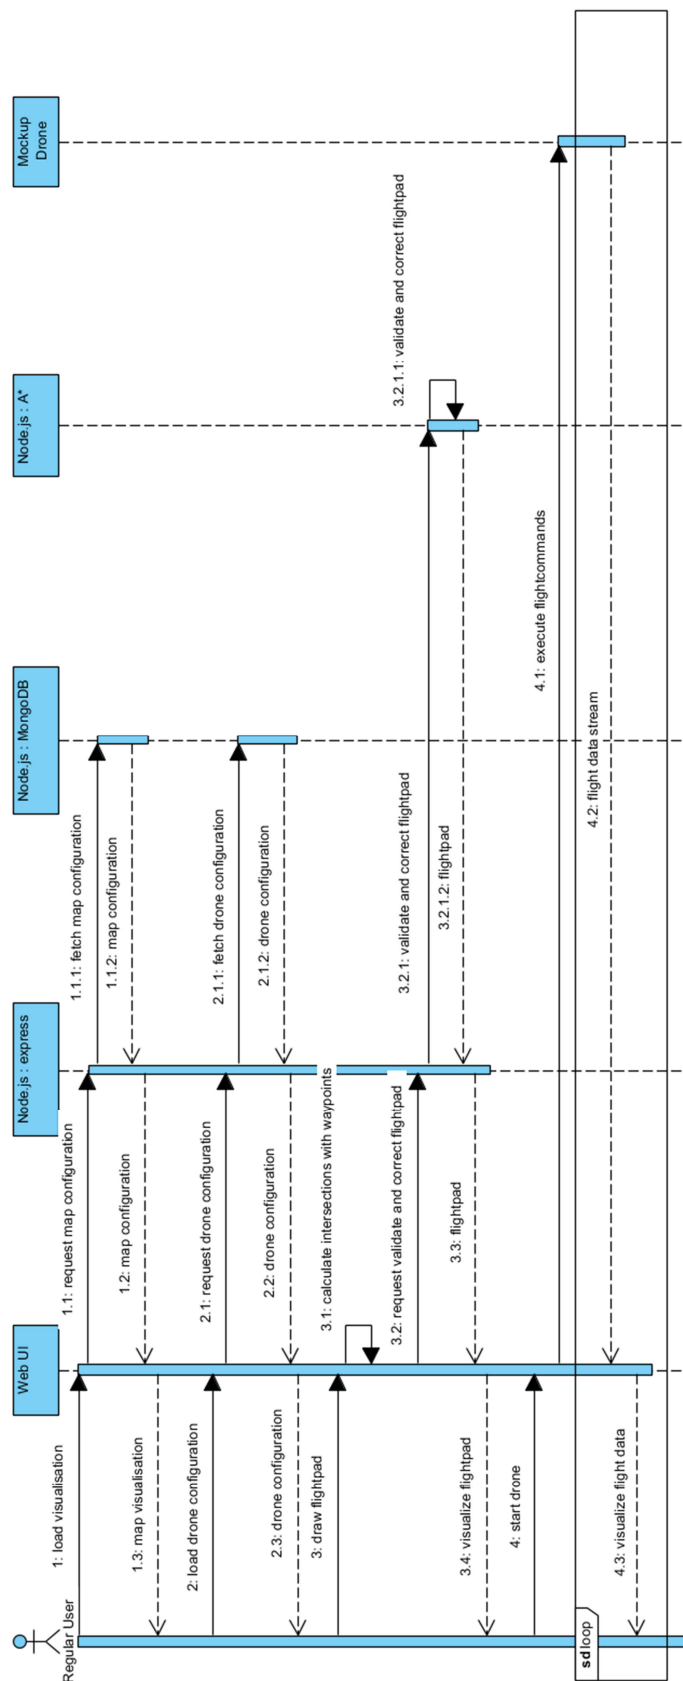 Regular User
Web UI
Node.js : express
Node.js : MongoDB
Node.js : A*
Mockup
Drone
1: load visualisation
1.1: request map configuration
1.1.1: fetch map configuration
1.1.2: map configuration
1.2: map configuration
1.3: map visualisation
2: load drone configuration
2.1: request drone configuration
2.1.1: fetch drone configuration
2.1.2: drone configuration
2.2: drone configuration
2.3: drone configuration
3: draw flightpad
3.1: calculate intersections with waypoints
3.2: request validate and correct flightpad
3.2.1: validate and correct flightpad
3.2.1.1: validate and correct flightpad
3.2.1.2: flightpad
3.3: flightpad
3.4: visualize flightpad
4: start drone
4.1: execute flightcommands
sd loop
4.2: flight data stream
4.3: visualize flight data